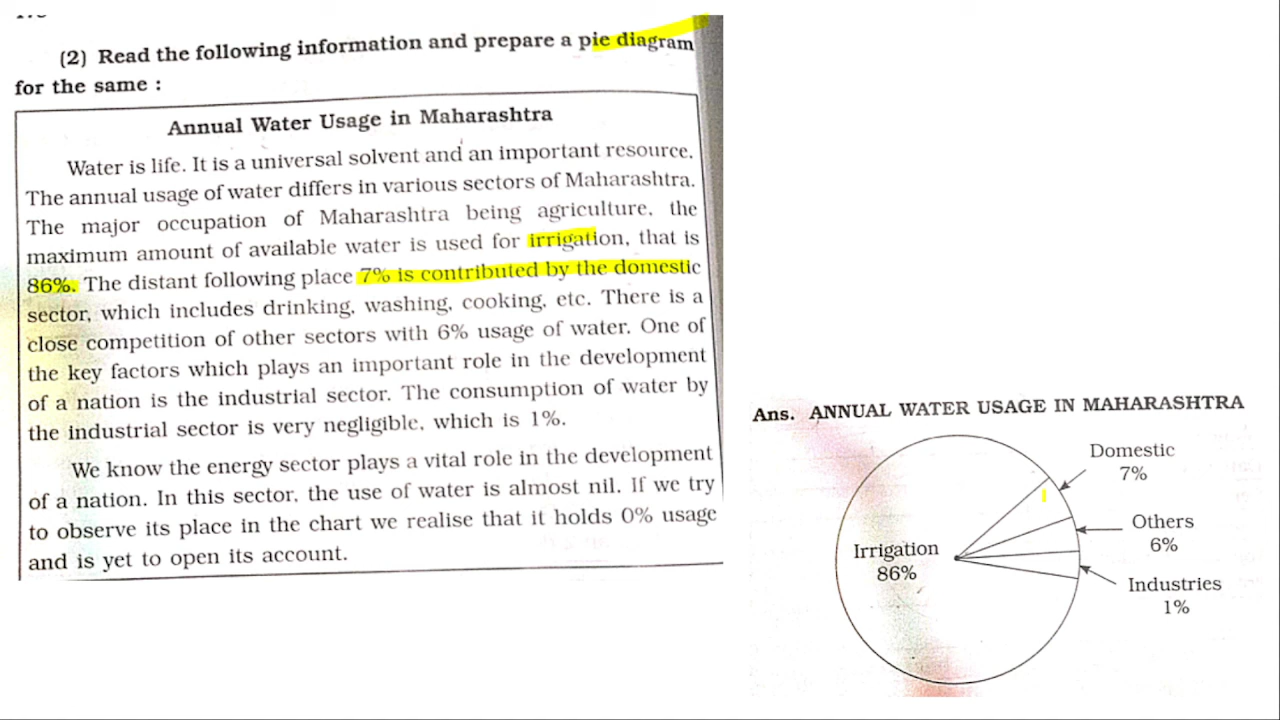 (2) Read the following information and prepare a pie diagram
for the same :
Annual Water Usage in Maharashtra
Water is life. It is a universal solvent and an important resource.
The annual usage of water differs in various sectors of Maharashtra.
The major occupation of Maharashtra being agriculture, the
maximum amount of available water is used for irrigation, that is
86%. The distant following place 7% is contributed by the domestic
sector, which includes drinking, washing, cooking, etc. There is a
close competition of other sectors with 6% usage of water. One of
the key factors which plays an important role in the development
of a nation is the industrial sector. The consumption of water by
the industrial sector is very negligible, which is 1%.
We know the energy sector plays a vital role in the development
of a nation. In this sector, the use of water is almost nil. If we try
to observe its place in the chart we realise that it holds 0% usage
and is yet to open its account.
Ans. ANNUAL WATER USAGE IN MAHARASHTRA
Domestic
7%
Others
6%
Irrigation
86%
Industries
1%